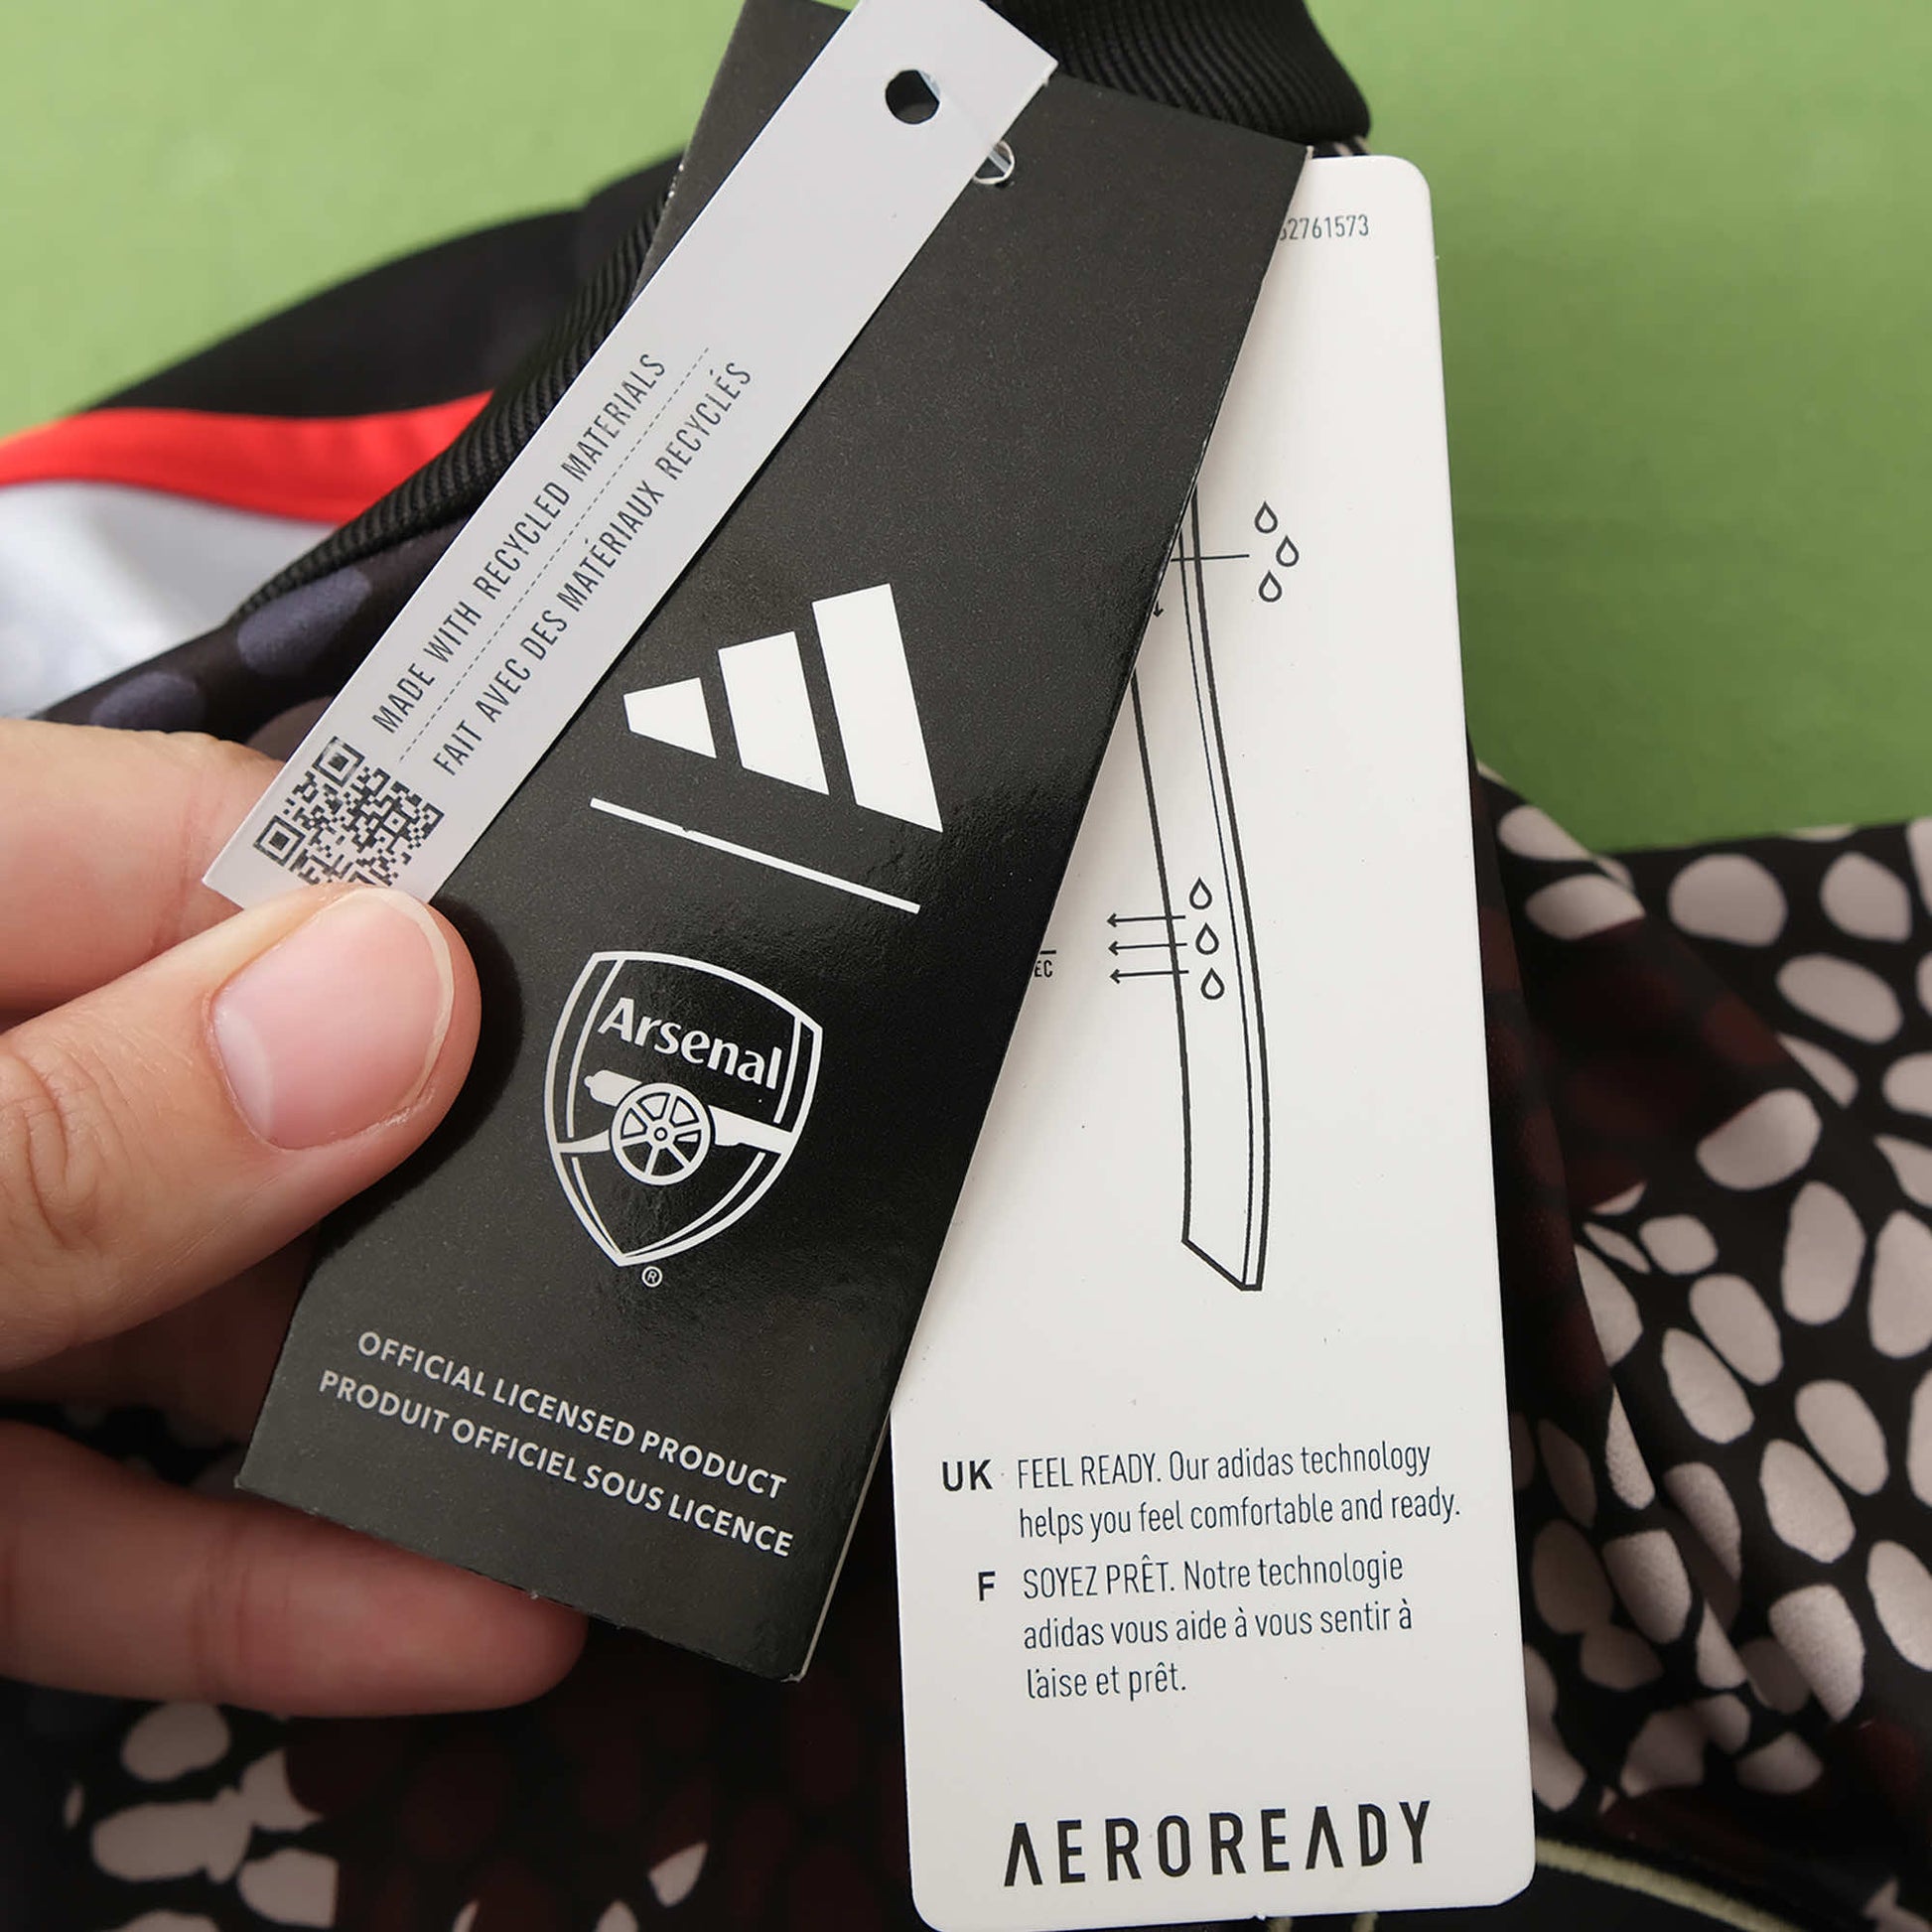 MADE WITH RECYCLED MATERIALS
FAIT AVEC DES MATÉRIAUX RECYCLÉS
Arsenal
®
OFFICIAL LICENSED PRODUCT
PRODUIT OFFICIEL SOUS LICENCE
2761573
EC
UK FEEL READY. Our adidas technology
helps you feel comfortable and ready.
F SOYEZ PRÊT. Notre technologie
adidas vous aide à vous sentir à
l'aise et prêt.
AEROREADY